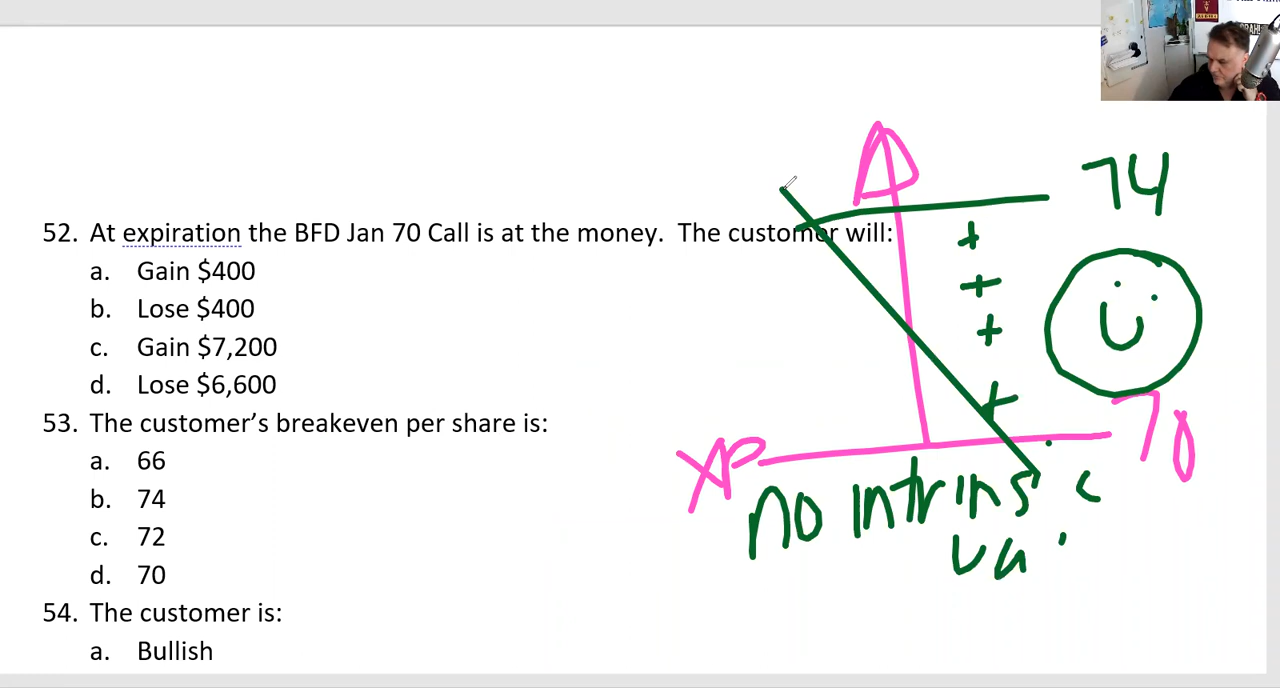 52. At expiration the BFD Jan 70 Call is at the money. The customer will:
a. Gain $400
b. Lose $400
c. Gain $7,200
d. Lose $6,600
53. The customer's breakeven per share is:
a. 66
b. 74
c. 72
d. 70
54. The customer is:
a. Bullish
74
+
+
+
+
70
XP
no intrinsic
val